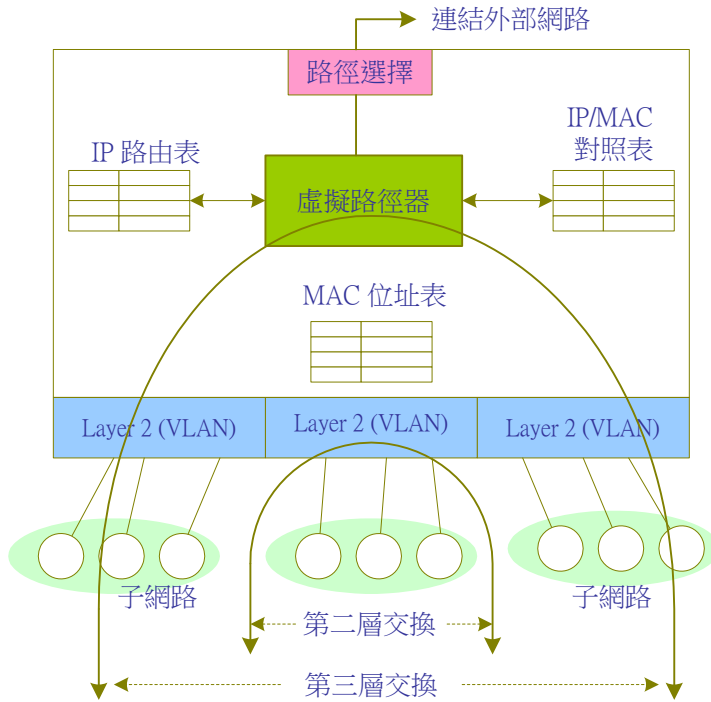 連結外部網路
路徑選擇
IP 路由表
IP/MAC
對照表
虛擬路徑器
MAC 位址表
Layer 2 (VLAN)
Layer 2 (VLAN)
Layer 2 (VLAN)
子網路
子網路
第二層交換
第三層交換